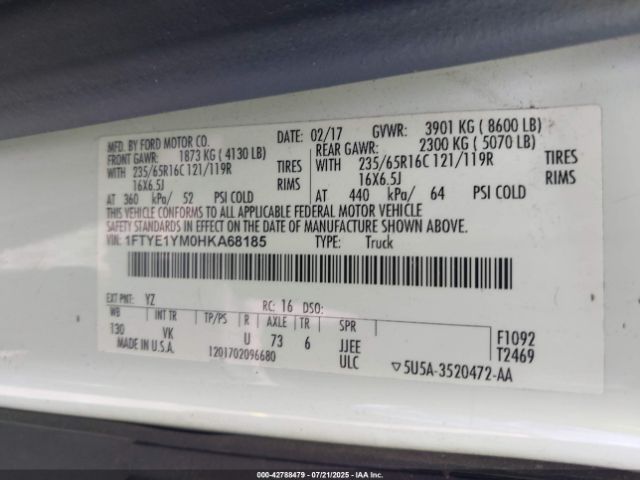 MFD. BY FORD MOTOR CO. DATE: 02/17 GVWR: 3901 KG ( 8600 LB)
FRONT GAWR: 1873 KG ( 4130 LB) REAR GAWR: 2300 KG ( 5070 LB)
WITH 235/65R16C 121/119R TIRES WITH 235/65R16C 121/119R TIRES
16X6.5J RIMS 16X6.5J RIMS
AT 360 kPa/ 52 PSI COLD AT 440 kPa/ 64 PSI COLD
THIS VEHICLE CONFORMS TO ALL APPLICABLE FEDERAL MOTOR VEHICLE
SAFETY STANDARDS IN EFFECT ON THE DATE OF MANUFACTURE SHOWN ABOVE.
VIN: 1FTYE1YM0HKA68185 TYPE: Truck
EXT PNT: YZ RC: 16 DSO:
WB INT TR TP/PS R AXLE TR SPR F1092
130 VK U 73 6 JJEE T2469
MADE IN U.S.A. 1201702096680 ULC ▽5U5A-3520472-AA
000-42788479 | 07/21/2025 | IAA Inc.